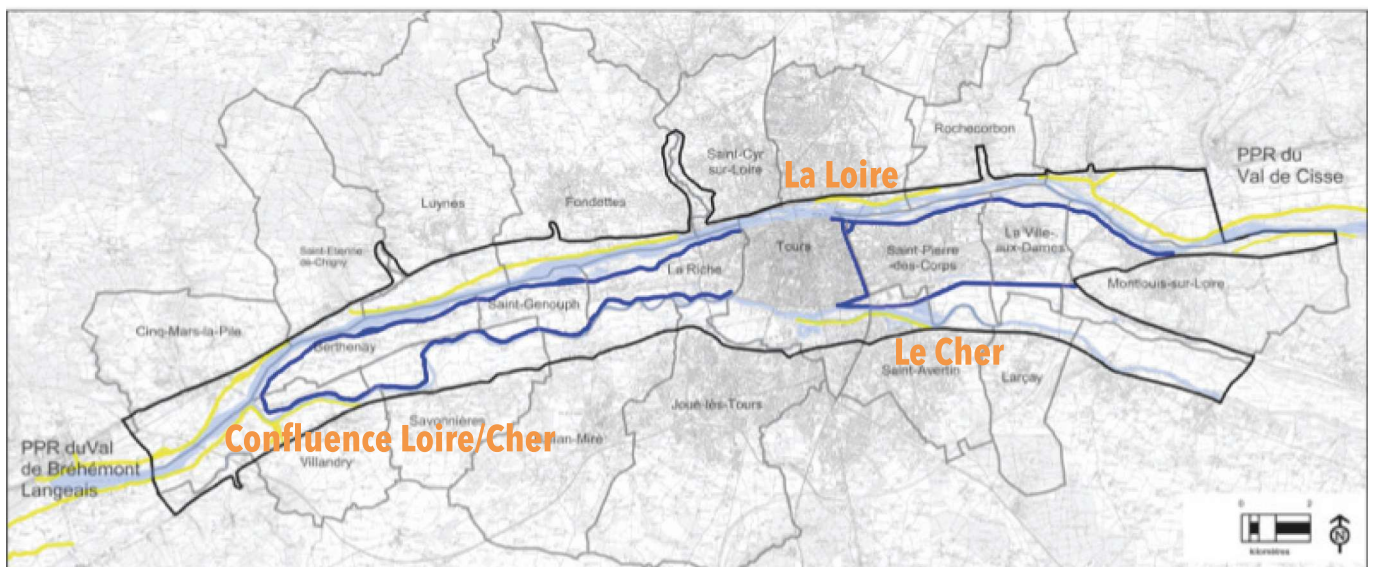 Rochecorbon
Saint-Cyr
sur-Loire
PPR du
Val de Cisse
La Loire
Luynes
Fondettes
Saint-Etienne
de-Chigny
Tours
La Ville-
aux-Dames
Saint-Pierre
-des-Corps
La Riche
Montlouis-sur-Loire
Saint-Genouph
Cinq-Mars-la-Pile
Berthenay
Le Cher
Saint-Avertin
Larçay
Joué-lès-Tours
Savonnières
Confluence Loire/Cher
Villandry
PPR duVal
de Bréhémont
Langeais
0 2
kilomètres
N